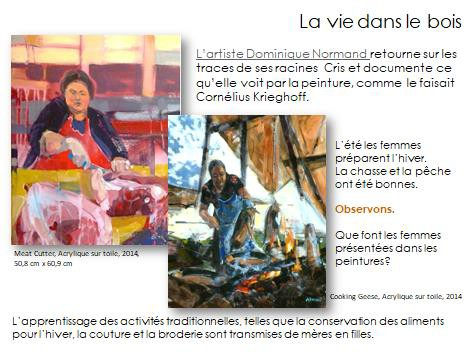 La vie dans le bois
L'artiste Dominique Normand retourne sur les
traces de ses racines Cris et documente ce
qu'elle voit par la peinture, comme le faisait
Cornélius Krieghoff.
L'été les femmes
préparent l'hiver.
La chasse et la pêche
ont été bonnes.
Observons.
Que font les femmes
présentées dans les
peintures?
Meat Cutter, Acrylique sur toile, 2014,
50,8 cm x 60,9 cm
Cooking Geese, Acrylique sur toile, 2014
L'apprentissage des activités traditionnelles, telles que la conservation des aliments
pour l'hiver, la couture et la broderie sont transmises de mères en filles.